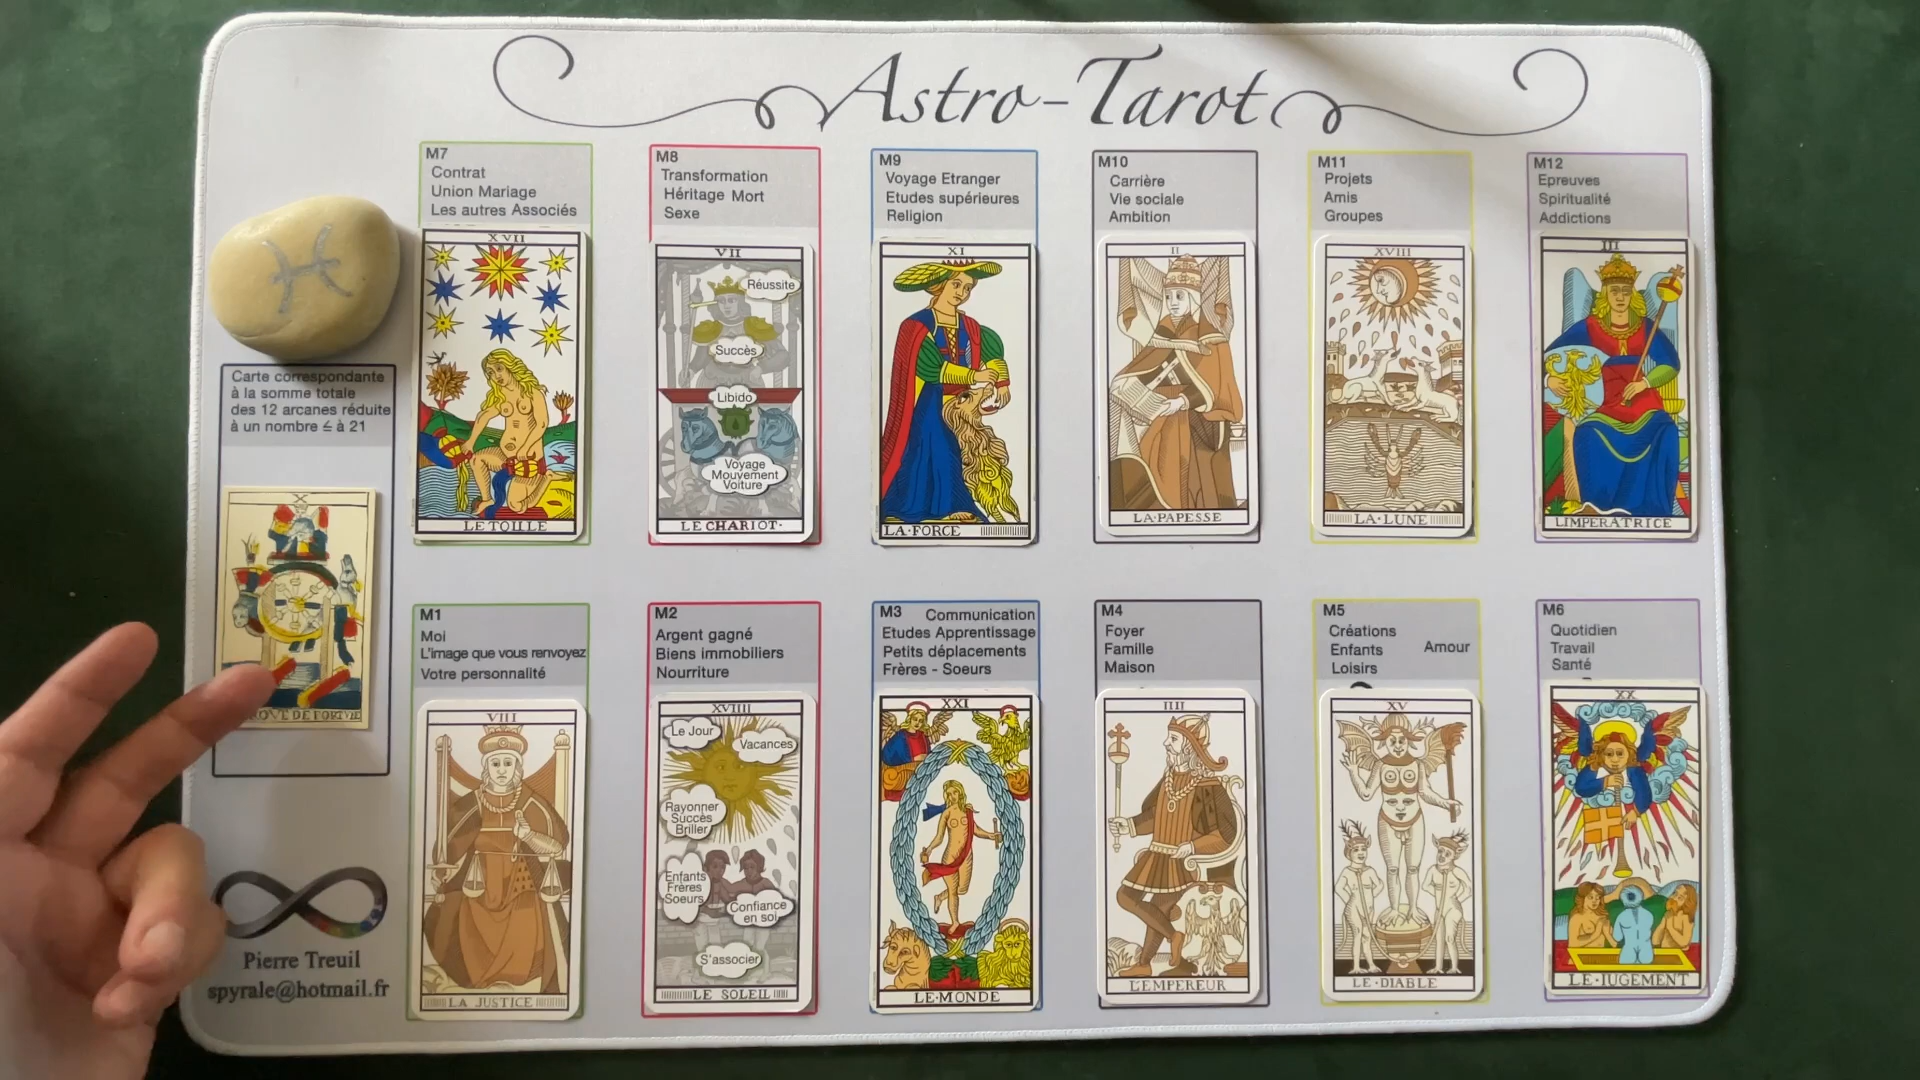 Astro-Tarot
M7
Contrat
Union Mariage
Les autres Associés
XVII
LE TOILLE
M8
Transformation
Héritage Mort
Sexe
VII
Réussite
Succès
Libido
Voyage
Mouvement
Voiture
LE CHARIOT·
M9
Voyage Etranger
Etudes supérieures
Religion
XI
LA·FORCE
M10
Carrière
Vie sociale
Ambition
II
LA·PAPESSE
M11
Projets
Amis
Groupes
XVIII
LA·LUNE
M12
Epreuves
Spiritualité
Addictions
III
LIMPERATRICE
Carte correspondante
à la somme totale
des 12 arcanes réduite
à un nombre ≤ à 21
X
M1
Moi
L'image que vous renvoyez
Votre personnalité
VIII
LA JUSTICE
M2
Argent gagné
Biens immobiliers
Nourriture
XVIIII
Le Jour
Vacances
Rayonner
Succès
Briller
Enfants
Frères
Soeurs
Confiance
en soi
S'associer
LE SOLEIL
M3 Communication
Etudes Apprentissage
Petits déplacements
Frères - Soeurs
XXI
LE·MONDE
M4
Foyer
Famille
Maison
IIII
L'EMPEREUR
M5
Créations
Enfants Amour
Loisirs
XV
LE·DIABLE
M6
Quotidien
Travail
Santé
XX
LE·IUGEMENT
Pierre Treuil
spyrale@hotmail.fr